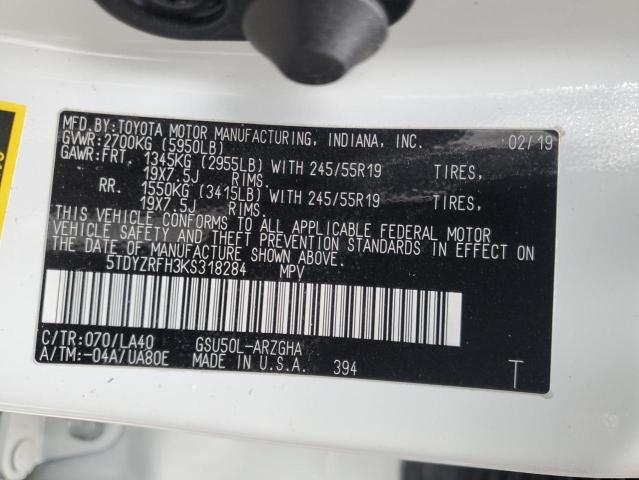 MFD. BY: TOYOTA MOTOR MANUFACTURING, INDIANA, INC. 02/19
GVWR: 2700KG (5950LB)
GAWR: FRT. 1345KG (2955LB) WITH 245/55R19 TIRES,
19X7.5J RIMS.
RR. 1550KG (3415LB) WITH 245/55R19 TIRES,
19X7.5J RIMS.
THIS VEHICLE CONFORMS TO ALL APPLICABLE FEDERAL MOTOR
VEHICLE SAFETY AND THEFT PREVENTION STANDARDS IN EFFECT ON
THE DATE OF MANUFACTURE SHOWN ABOVE.
5TDYZRFH3KS318284 MPV
C/TR: 070/LA40 GSU50L-ARZGHA
A/TM: -04A/UA80E MADE IN U.S.A. 394
T